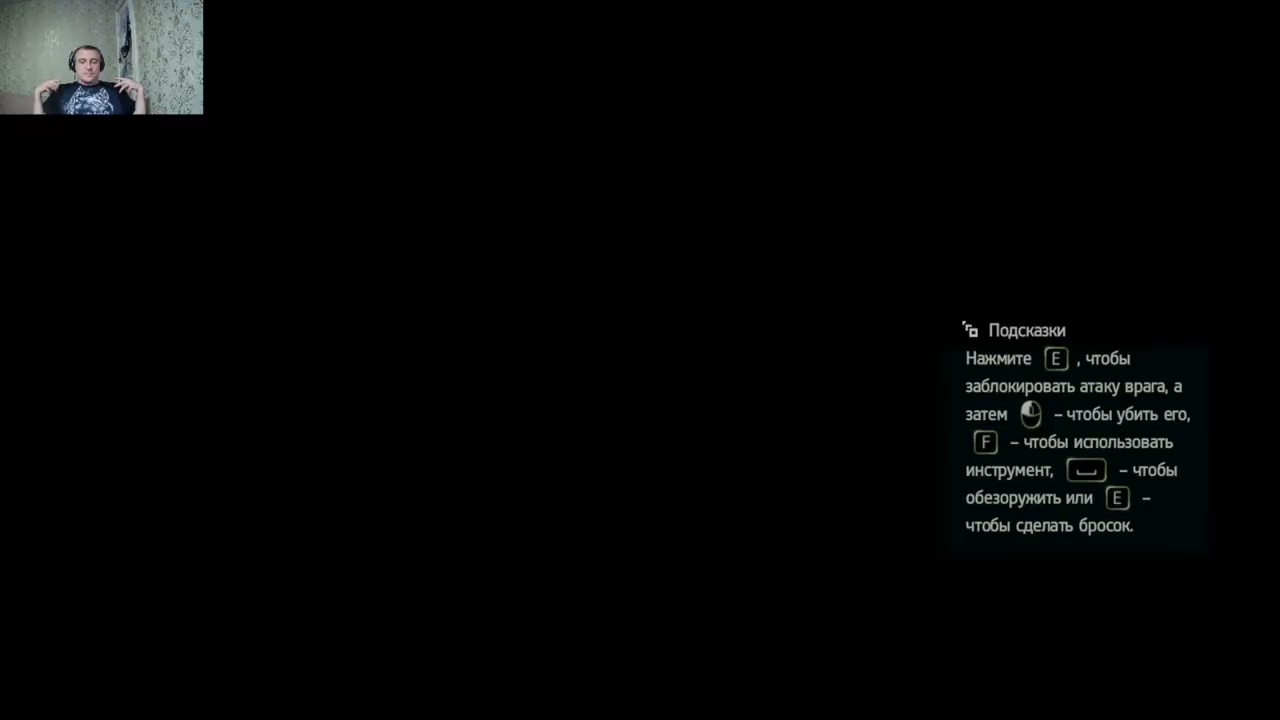 Подсказки
Нажмите E , чтобы
заблокировать атаку врага, а
затем – чтобы убить его,
F – чтобы использовать
инструмент, – чтобы
обезоружить или E –
чтобы сделать бросок.